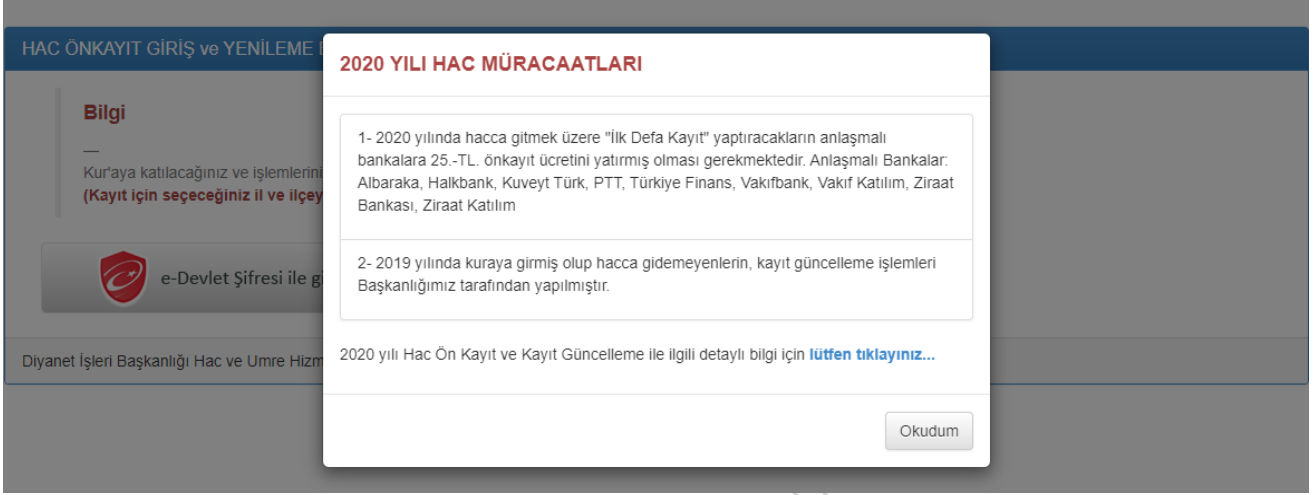 HAC ÖNKAYIT GİRİŞ ve YENİLEME
2020 YILI HAC MÜRACAATLARI
Bilgi
1- 2020 yılında hacca gitmek üzere "İlk Defa Kayıt" yaptıracakların anlaşmalı
bankalara 25.-TL. önkayıt ücretini yatırmış olması gerekmektedir. Anlaşmalı Bankalar:
Albaraka, Halkbank, Kuveyt Türk, PTT, Türkiye Finans, Vakıfbank, Vakıf Katılım, Ziraat
Bankası, Ziraat Katılım
Kur'aya katılacağınız ve işlemlerini
(Kayıt için seçeceğiniz il ve ilçey
2- 2019 yılında kuraya girmiş olup hacca gidemeyenlerin, kayıt güncelleme işlemleri
Başkanlığımız tarafından yapılmıştır.
e-Devlet Şifresi ile gi
2020 yılı Hac Ön Kayıt ve Kayıt Güncelleme ile ilgili detaylı bilgi için lütfen tıklayınız...
Diyanet İşleri Başkanlığı Hac ve Umre Hizm
Okudum